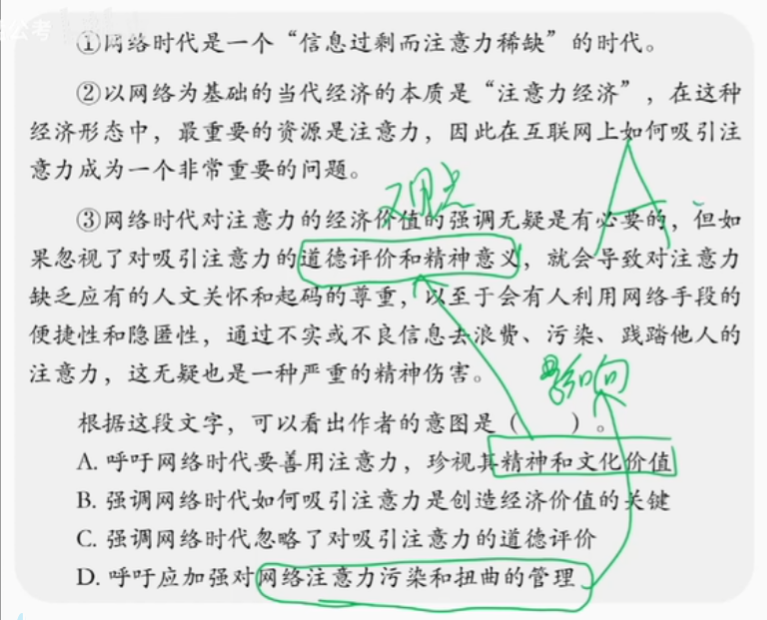 公考
①网络时代是一个“信息过剩而注意力稀缺”的时代。
②以网络为基础的当代经济的本质是“注意力经济”，在这种
经济形态中，最重要的资源是注意力，因此在互联网上如何吸引注
意力成为一个非常重要的问题。
③网络时代对注意力的经济价值的强调无疑是有必要的，但如
果忽视了对吸引注意力的道德评价和精神意义，就会导致对注意力
缺乏应有的人文关怀和起码的尊重，以至于会有人利用网络手段的
便捷性和隐匿性，通过不实或不良信息去浪费、污染、践踏他人的
注意力，这无疑也是一种严重的精神伤害。
根据这段文字，可以看出作者的意图是（　　）。
A. 呼吁网络时代要善用注意力，珍视其精神和文化价值
B. 强调网络时代如何吸引注意力是创造经济价值的关键
C. 强调网络时代忽略了对吸引注意力的道德评价
D. 呼吁应加强对网络注意力污染和扭曲的管理
A
影响